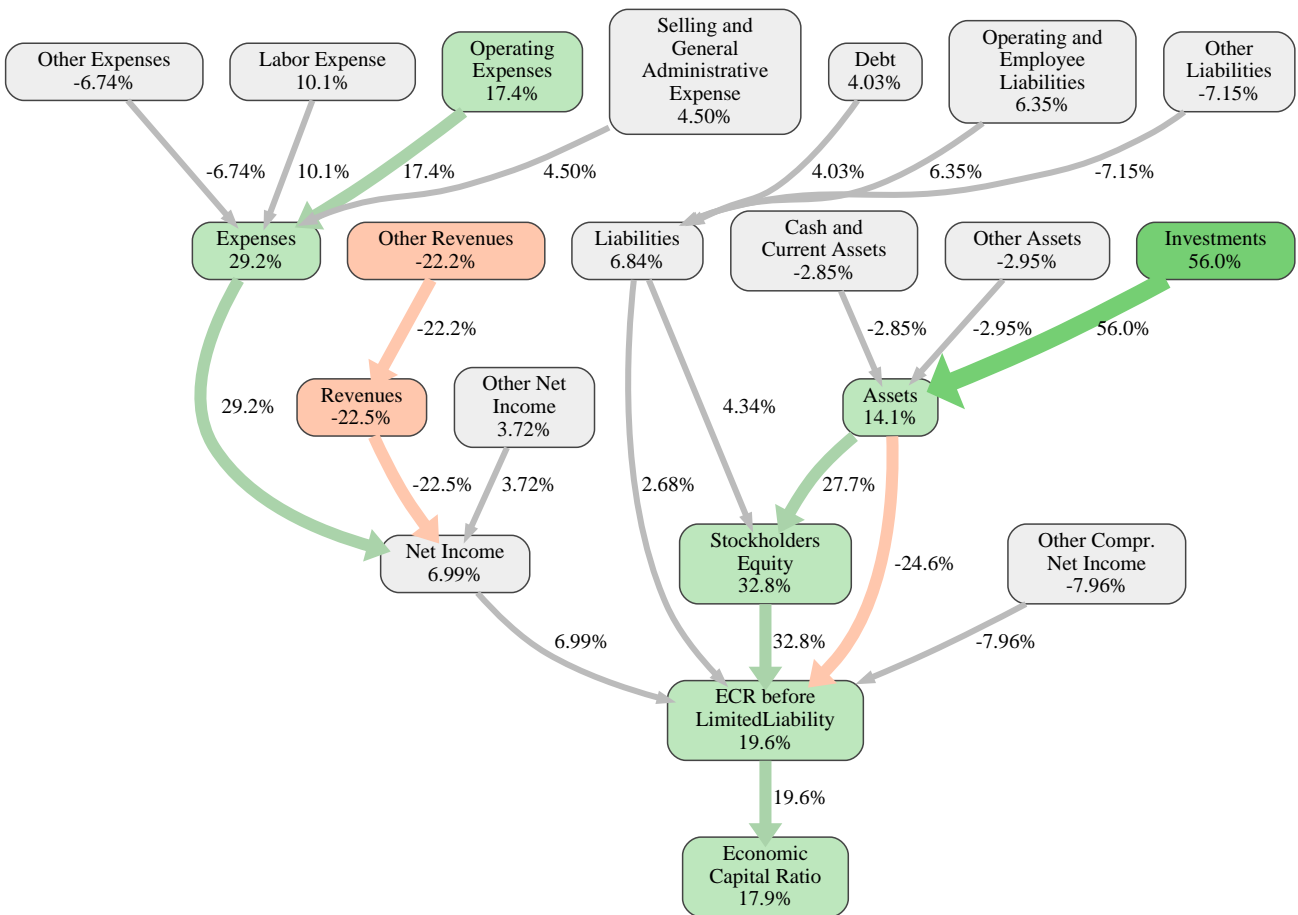 Other Expenses
-6.74%
Labor Expense
10.1%
Operating
Expenses
17.4%
Selling and
General
Administrative
Expense
4.50%
Debt
4.03%
Operating and
Employee
Liabilities
6.35%
Other
Liabilities
-7.15%
-6.74%
10.1%
17.4%
4.50%
4.03%
6.35%
-7.15%
Expenses
29.2%
Other Revenues
-22.2%
Liabilities
6.84%
Cash and
Current Assets
-2.85%
Other Assets
-2.95%
Investments
56.0%
-22.2%
-2.85%
-2.95%
56.0%
29.2%
Revenues
-22.5%
Other Net
Income
3.72%
4.34%
Assets
14.1%
-22.5%
3.72%
2.68%
27.7%
-24.6%
Net Income
6.99%
Stockholders
Equity
32.8%
Other Compr.
Net Income
-7.96%
6.99%
32.8%
-7.96%
ECR before
LimitedLiability
19.6%
19.6%
Economic
Capital Ratio
17.9%